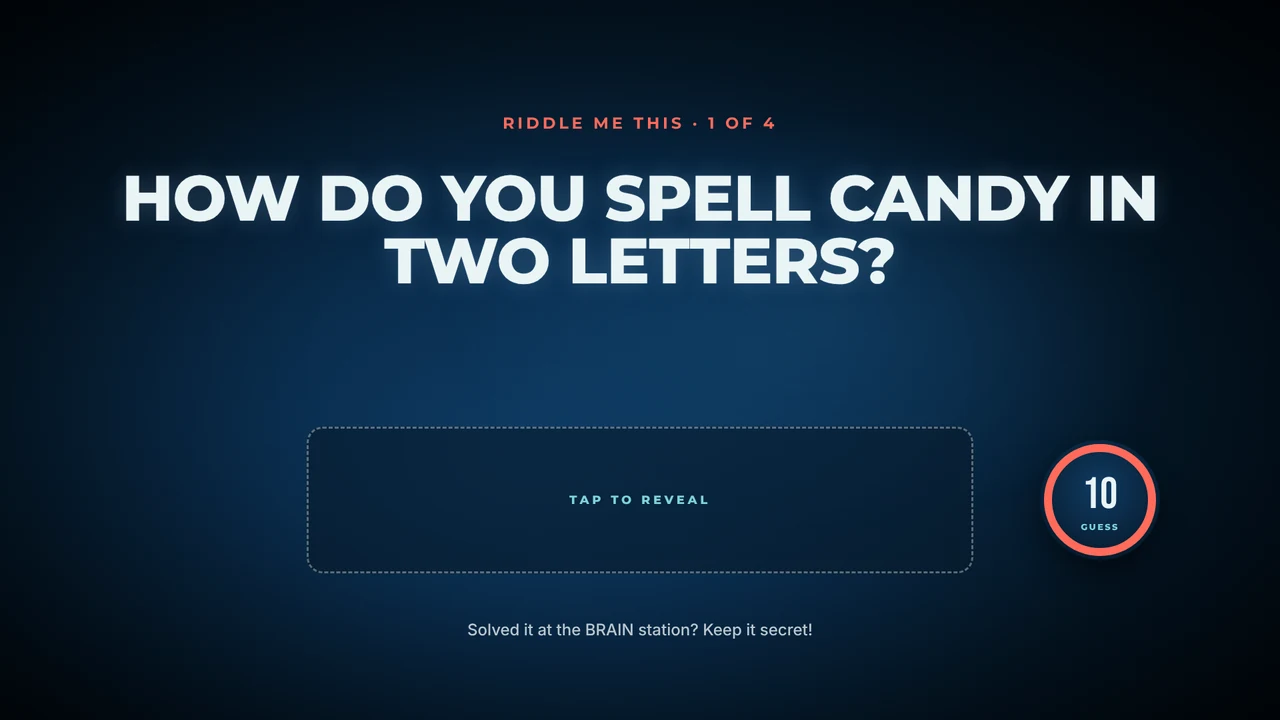 RIDDLE ME THIS · 1 OF 4
HOW DO YOU SPELL CANDY IN
TWO LETTERS?
TAP TO REVEAL
10
GUESS
Solved it at the BRAIN station? Keep it secret!